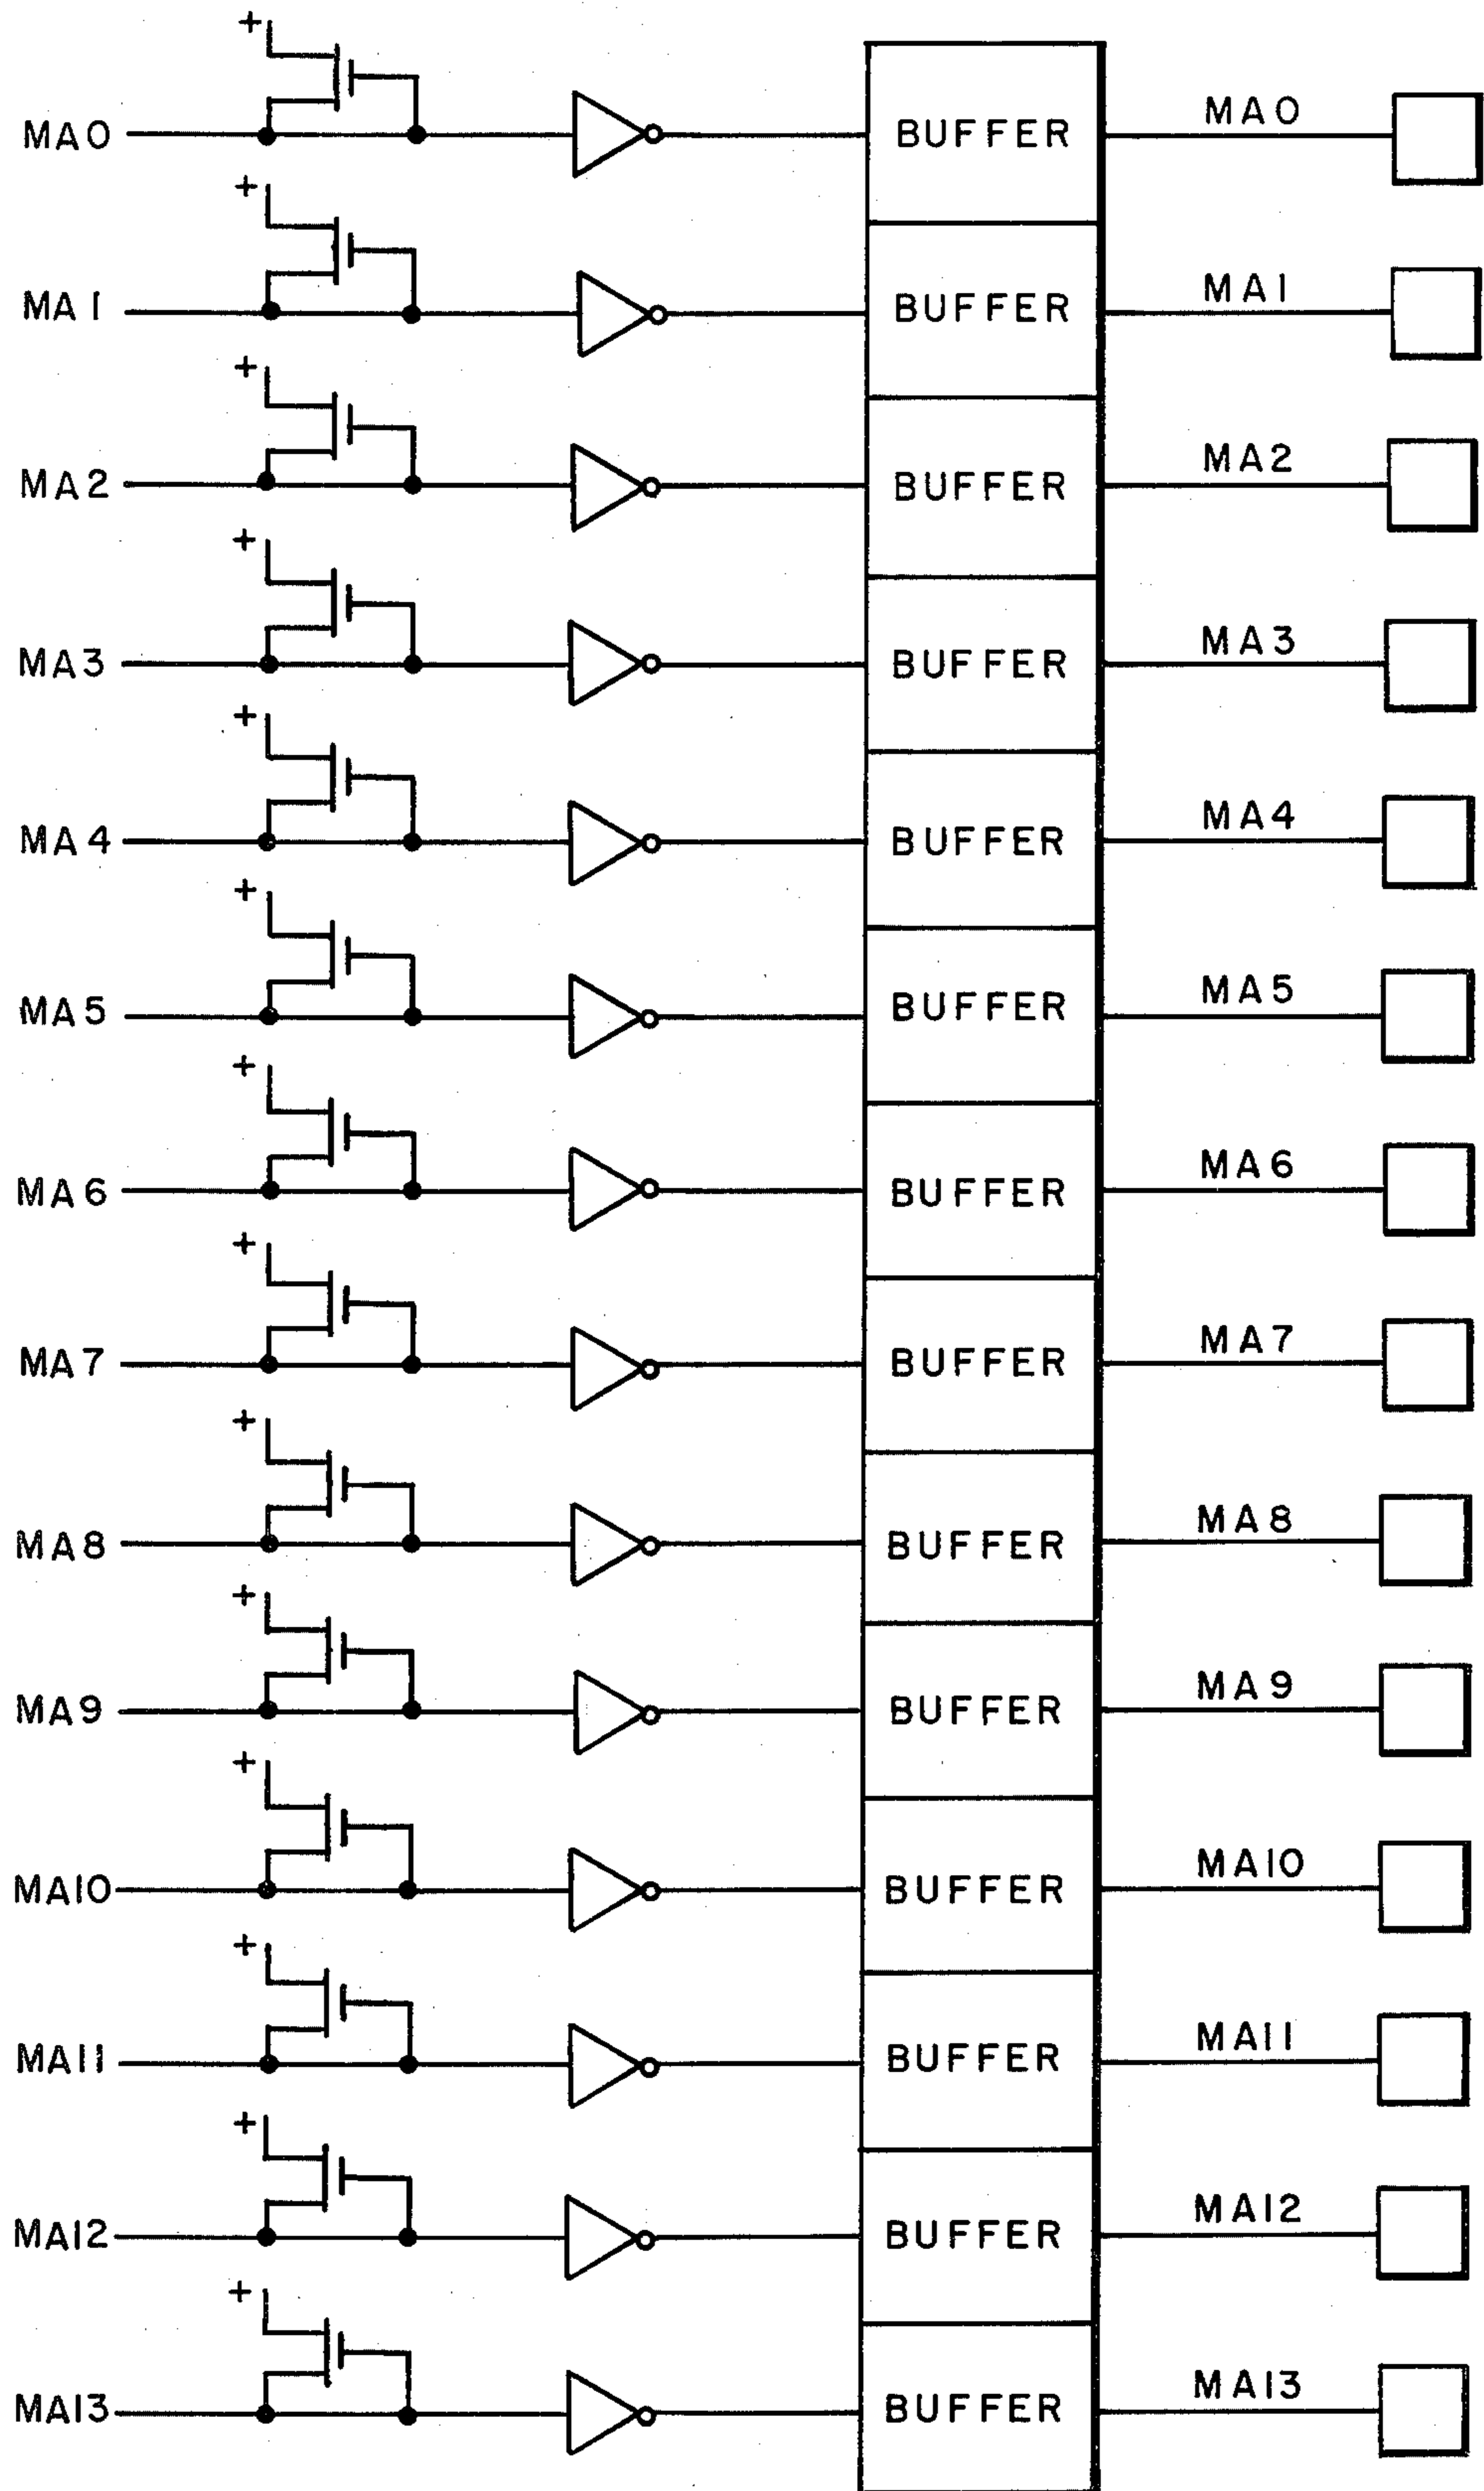 +
MA0 BUFFER MA0
+
MA1 BUFFER MA1
+
MA2 BUFFER MA2
+
MA3 BUFFER MA3
+
MA4 BUFFER MA4
+
MA5 BUFFER MA5
+
MA6 BUFFER MA6
+
MA7 BUFFER MA7
+
MA8 BUFFER MA8
+
MA9 BUFFER MA9
+
MA10 BUFFER MA10
+
MA11 BUFFER MA11
+
MA12 BUFFER MA12
+
MA13 BUFFER MA13